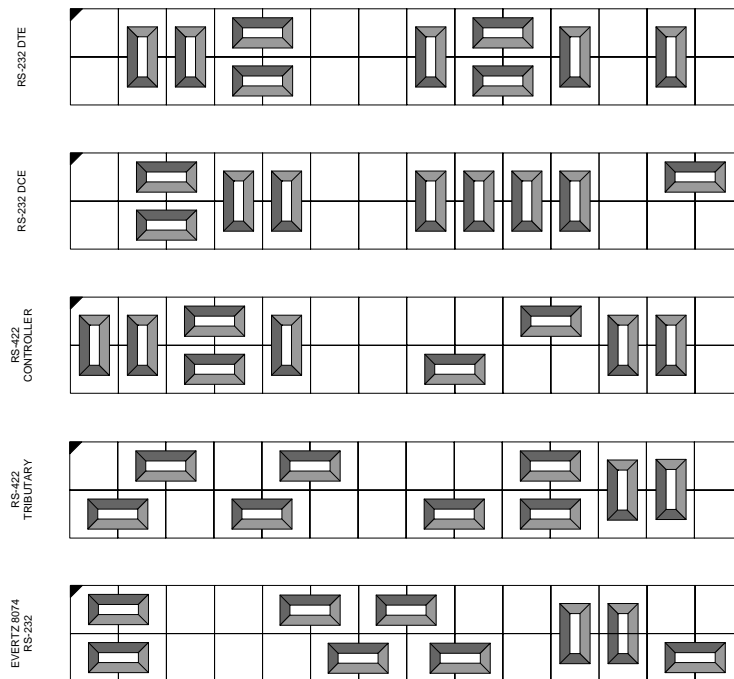 RS-232 DTE
RS-232 DCE
RS-422
CONTROLLER
RS-422
TRIBUTARY
EVERTZ 8074
RS-232